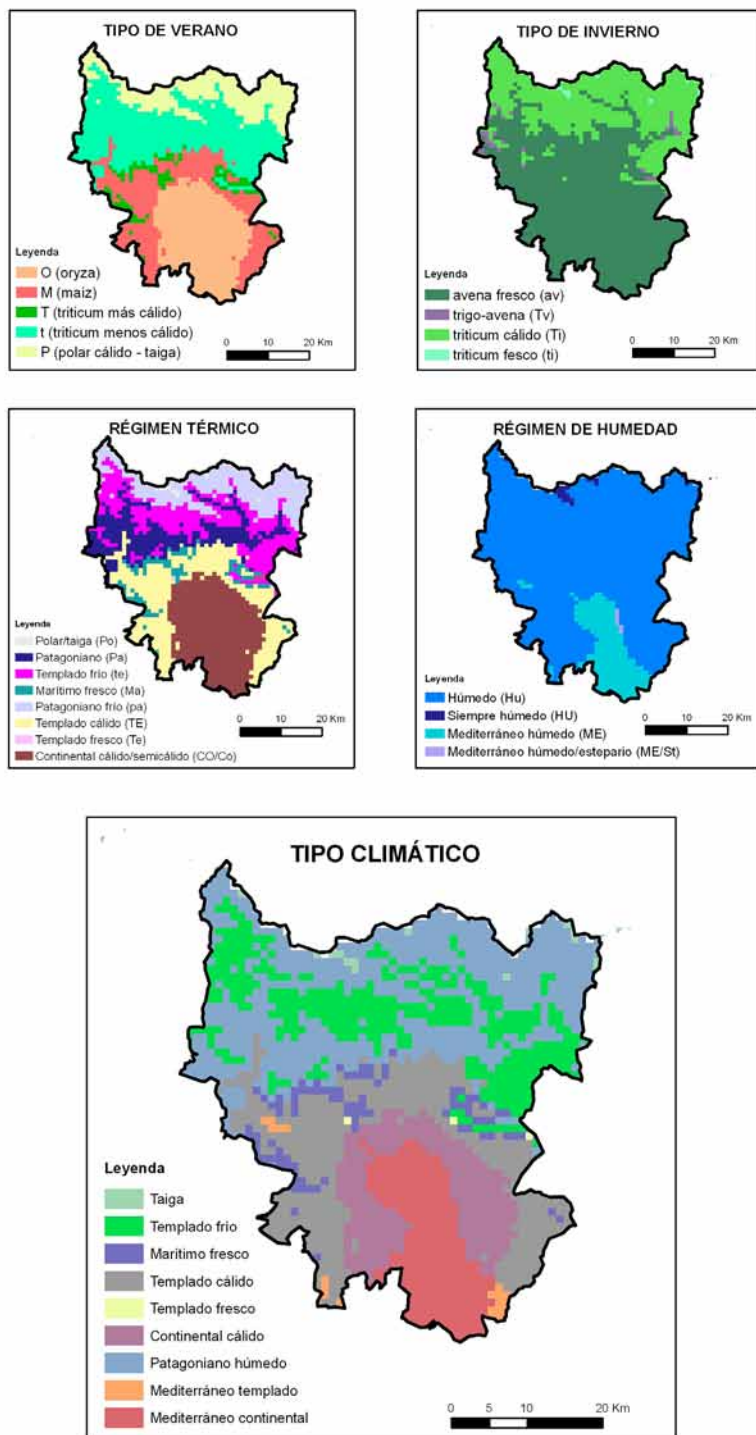 TIPO DE VERANO
Leyenda
O (oryza)
M (maiz)
T (triticum más cálido)
t (triticum menos cálido)
P (polar cálido - taiga)
0 10 20 Km
TIPO DE INVIERNO
Leyenda
avena fresco (av)
trigo-avena (Tv)
triticum cálido (Ti)
triticum fesco (ti)
0 10 20 Km
RÉGIMEN TÉRMICO
Leyenda
Polar/taiga (Po)
Patagoniano (Pa)
Templado frío (te)
Marítimo fresco (Ma)
Patagoniano frío (pa)
Templado cálido (TE)
Templado fresco (Te)
Continental cálido/semicálido (CO/Co)
0 10 20 Km
RÉGIMEN DE HUMEDAD
Leyenda
Húmedo (Hu)
Siempre húmedo (HU)
Mediterráneo húmedo (ME)
Mediterráneo húmedo/estepario (ME/St)
0 10 20 Km
TIPO CLIMÁTICO
Leyenda
Taiga
Templado frío
Marítimo fresco
Templado cálido
Templado fresco
Continental cálido
Patagoniano húmedo
Mediterráneo templado
Mediterráneo continental
0 5 10 20 Km